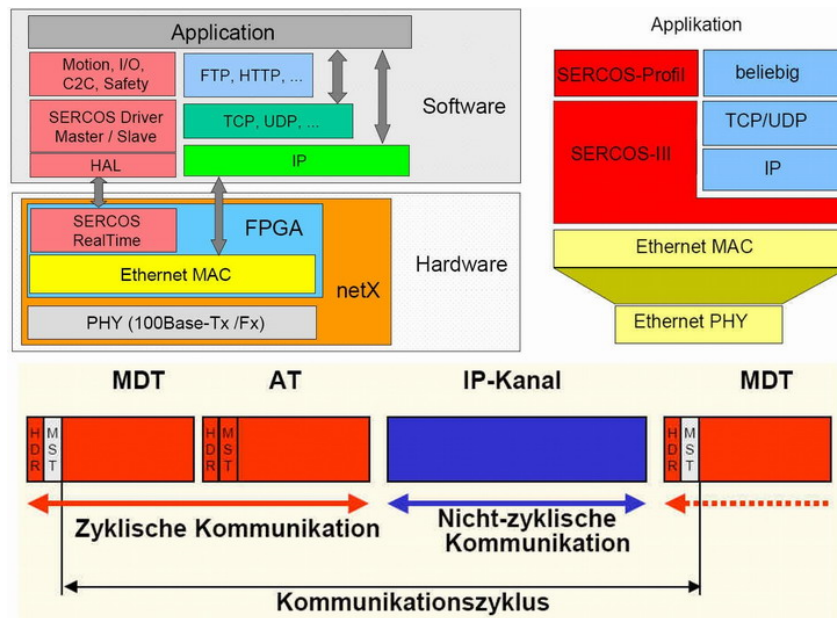 Application
Motion, I/O,
C2C, Safety
FTP, HTTP, ...
SERCOS Driver
Master / Slave
TCP, UDP, ...
HAL
IP
Software
SERCOS
RealTime
FPGA
Ethernet MAC
netX
PHY (100Base-Tx /Fx)
Hardware
Applikation
SERCOS-Profil
beliebig
SERCOS-III
TCP/UDP
IP
Ethernet MAC
Ethernet PHY
MDT
AT
IP-Kanal
MDT
HDR
MST
HDR
MST
HDR
MST
Zyklische Kommunikation
Nicht-zyklische
Kommunikation
Kommunikationszyklus